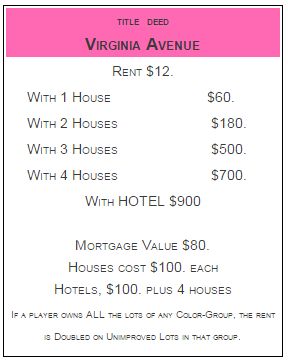 TITLE DEED
VIRGINIA AVENUE
RENT $12.
WITH 1 HOUSE $60.
WITH 2 HOUSES $180.
WITH 3 HOUSES $500.
WITH 4 HOUSES $700.
WITH HOTEL $900
MORTGAGE VALUE $80.
HOUSES COST $100. EACH
HOTELS, $100. PLUS 4 HOUSES
IF A PLAYER OWNS ALL THE LOTS OF ANY COLOR-GROUP, THE RENT
IS DOUBLED ON UNIMPROVED LOTS IN THAT GROUP.